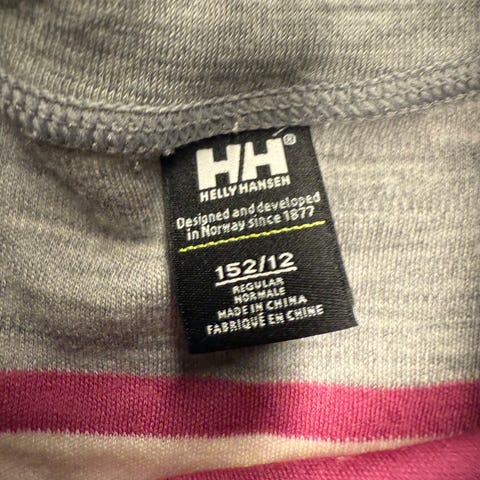 HH®
HELLY HANSEN
Designed and developed
in Norway since 1877
152/12
REGULAR
NORMALE
MADE IN CHINA
FABRIQUÉ EN CHINE